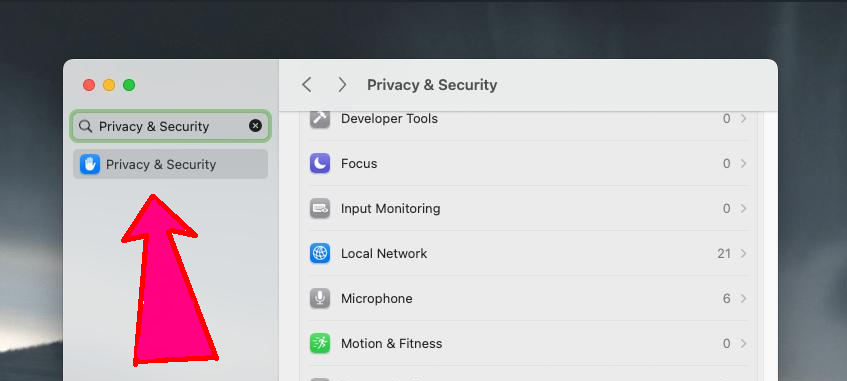 Privacy & Security
Privacy & Security
Privacy & Security
Developer Tools 0
Focus 0
Input Monitoring 0
Local Network 21
Microphone 6
Motion & Fitness 0